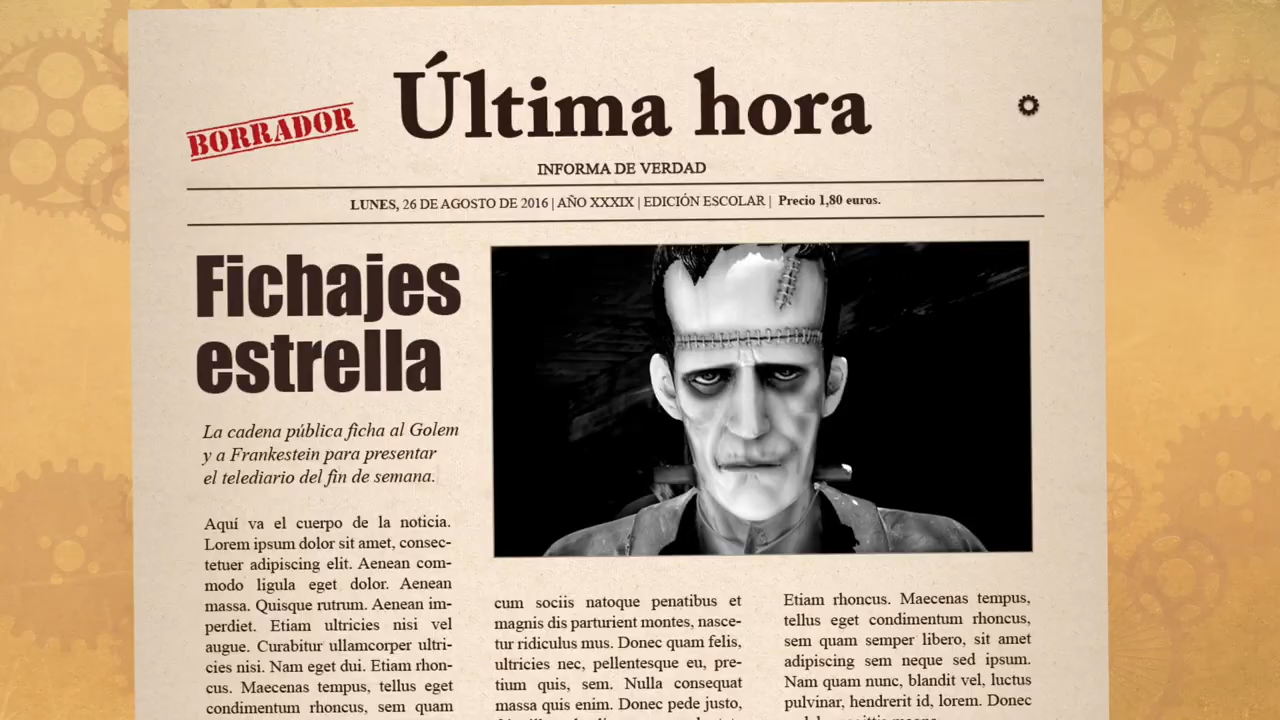 BORRADOR
Última hora
INFORMA DE VERDAD
LUNES, 26 DE AGOSTO DE 2016 | AÑO XXXIX | EDICIÓN ESCOLAR | Precio 1,80 euros.
Fichajes
estrella
La cadena pública ficha al Golem
y a Frankestein para presentar
el telediario del fin de semana.
Aquí va el cuerpo de la noticia.
Lorem ipsum dolor sit amet, consec-
tetuer adipiscing elit. Aenean com-
modo ligula eget dolor. Aenean
massa. Quisque rutrum. Aenean im-
perdiet. Etiam ultricies nisi vel
augue. Curabitur ullamcorper ultri-
cies nisi. Nam eget dui. Etiam rhon-
cus. Maecenas tempus, tellus eget
condimentum rhoncus, sem quam
cum sociis natoque penatibus et
magnis dis parturient montes, nasce-
tur ridiculus mus. Donec quam felis,
ultricies nec, pellentesque eu, pre-
tium quis, sem. Nulla consequat
massa quis enim. Donec pede justo,
Etiam rhoncus. Maecenas tempus,
tellus eget condimentum rhoncus,
sem quam semper libero, sit amet
adipiscing sem neque sed ipsum.
Nam quam nunc, blandit vel, luctus
pulvinar, hendrerit id, lorem. Donec